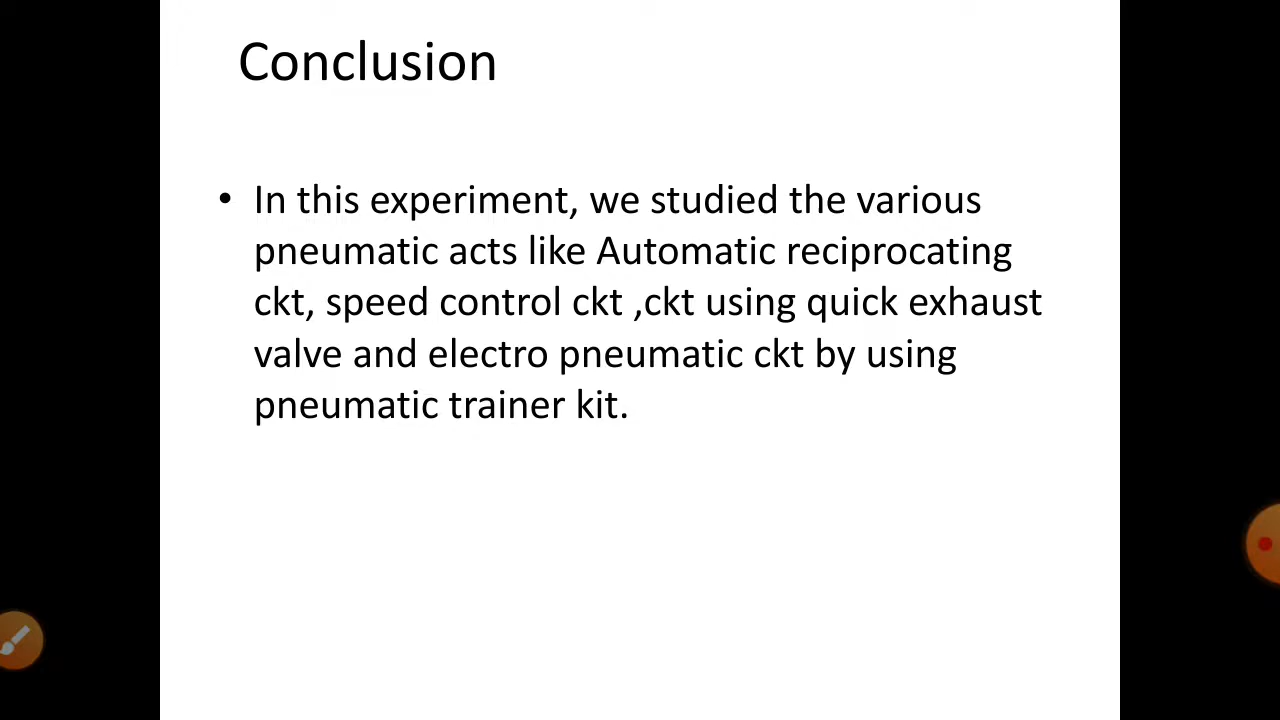 Conclusion
• In this experiment, we studied the various
pneumatic acts like Automatic reciprocating
ckt, speed control ckt ,ckt using quick exhaust
valve and electro pneumatic ckt by using
pneumatic trainer kit.